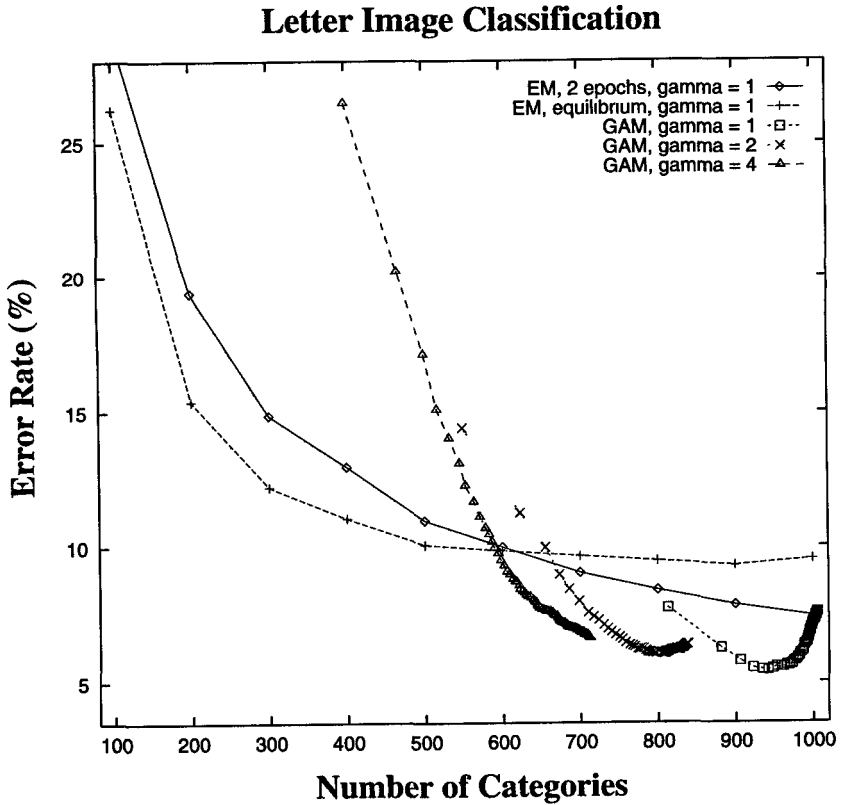 Letter Image Classification
EM, 2 epochs, gamma = 1
EM, equilibrium, gamma = 1
GAM, gamma = 1
GAM, gamma = 2
GAM, gamma = 4
25
20
15
10
5
Error Rate (%)
100 200 300 400 500 600 700 800 900 1000
Number of Categories